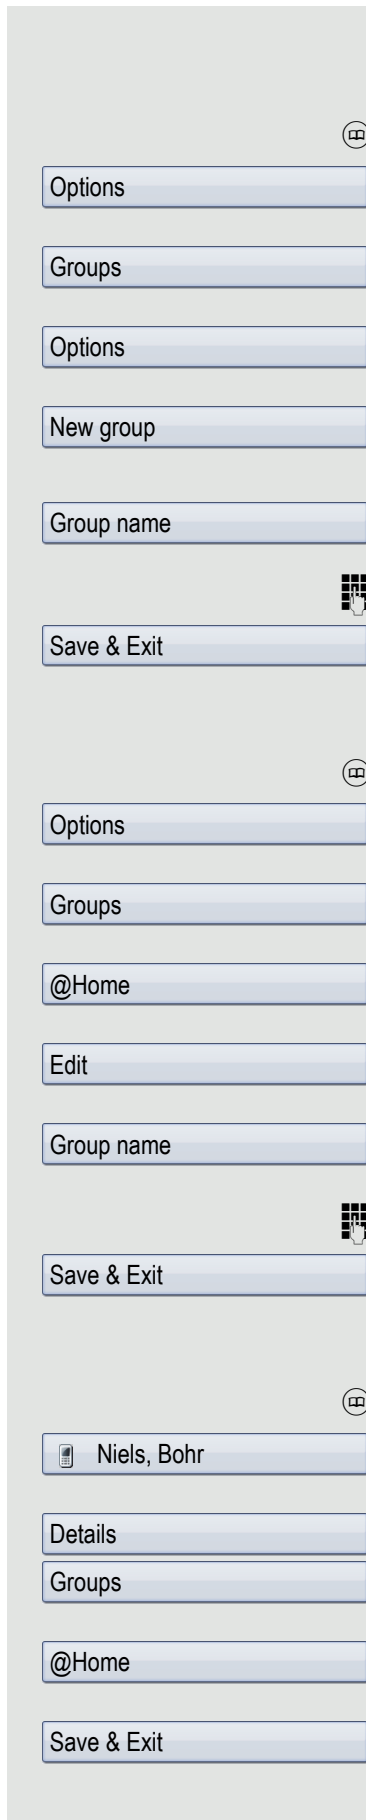 Options
Groups
Options
New group
Group name
Save & Exit
Options
Groups
@Home
Edit
Group name
Save & Exit
Niels, Bohr
Details
Groups
@Home
Save & Exit